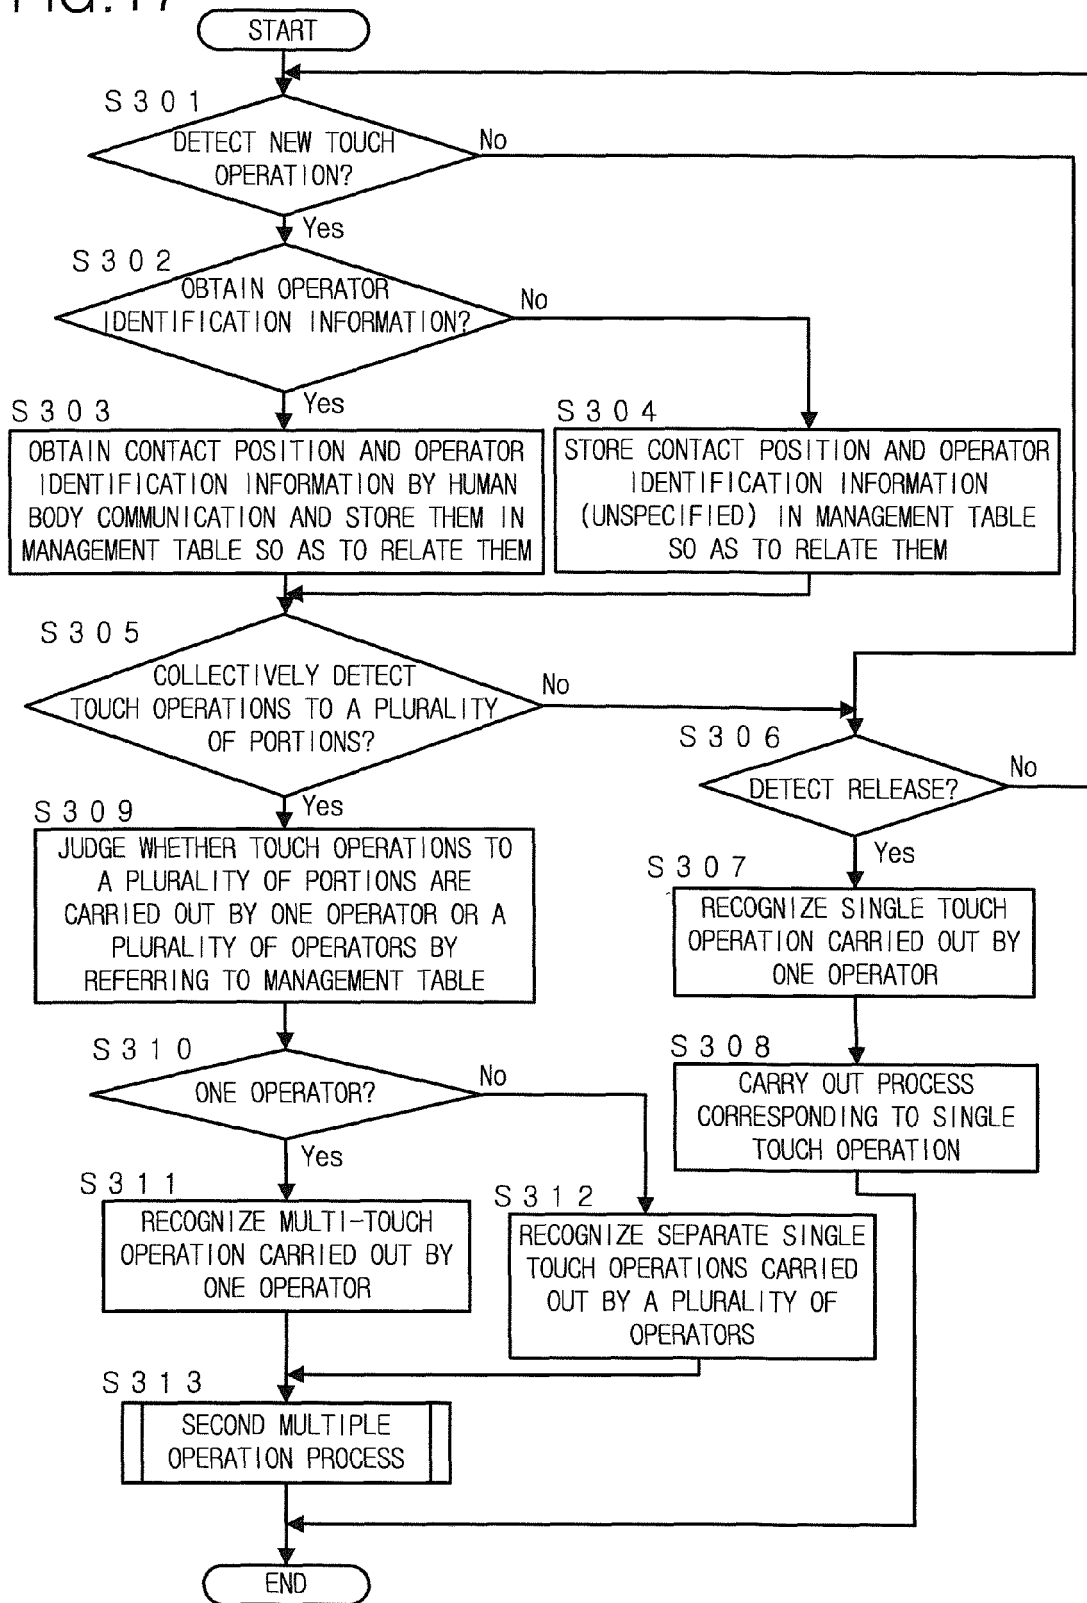 FIG. 17
START
S301
DETECT NEW TOUCH
OPERATION?
No
Yes
S302
OBTAIN OPERATOR
IDENTIFICATION INFORMATION?
No
Yes
S303
OBTAIN CONTACT POSITION AND OPERATOR
IDENTIFICATION INFORMATION BY HUMAN
BODY COMMUNICATION AND STORE THEM IN
MANAGEMENT TABLE SO AS TO RELATE THEM
S304
STORE CONTACT POSITION AND OPERATOR
IDENTIFICATION INFORMATION
(UNSPECIFIED) IN MANAGEMENT TABLE
SO AS TO RELATE THEM
S305
COLLECTIVELY DETECT
TOUCH OPERATIONS TO A PLURALITY
OF PORTIONS?
No
Yes
S306
DETECT RELEASE?
No
Yes
S307
RECOGNIZE SINGLE TOUCH
OPERATION CARRIED OUT BY
ONE OPERATOR
S308
CARRY OUT PROCESS
CORRESPONDING TO SINGLE
TOUCH OPERATION
S309
JUDGE WHETHER TOUCH OPERATIONS TO
A PLURALITY OF PORTIONS ARE
CARRIED OUT BY ONE OPERATOR OR A
PLURALITY OF OPERATORS BY
REFERRING TO MANAGEMENT TABLE
S310
ONE OPERATOR?
No
Yes
S311
RECOGNIZE MULTI-TOUCH
OPERATION CARRIED OUT BY
ONE OPERATOR
S312
RECOGNIZE SEPARATE SINGLE
TOUCH OPERATIONS CARRIED
OUT BY A PLURALITY OF
OPERATORS
S313
SECOND MULTIPLE
OPERATION PROCESS
END